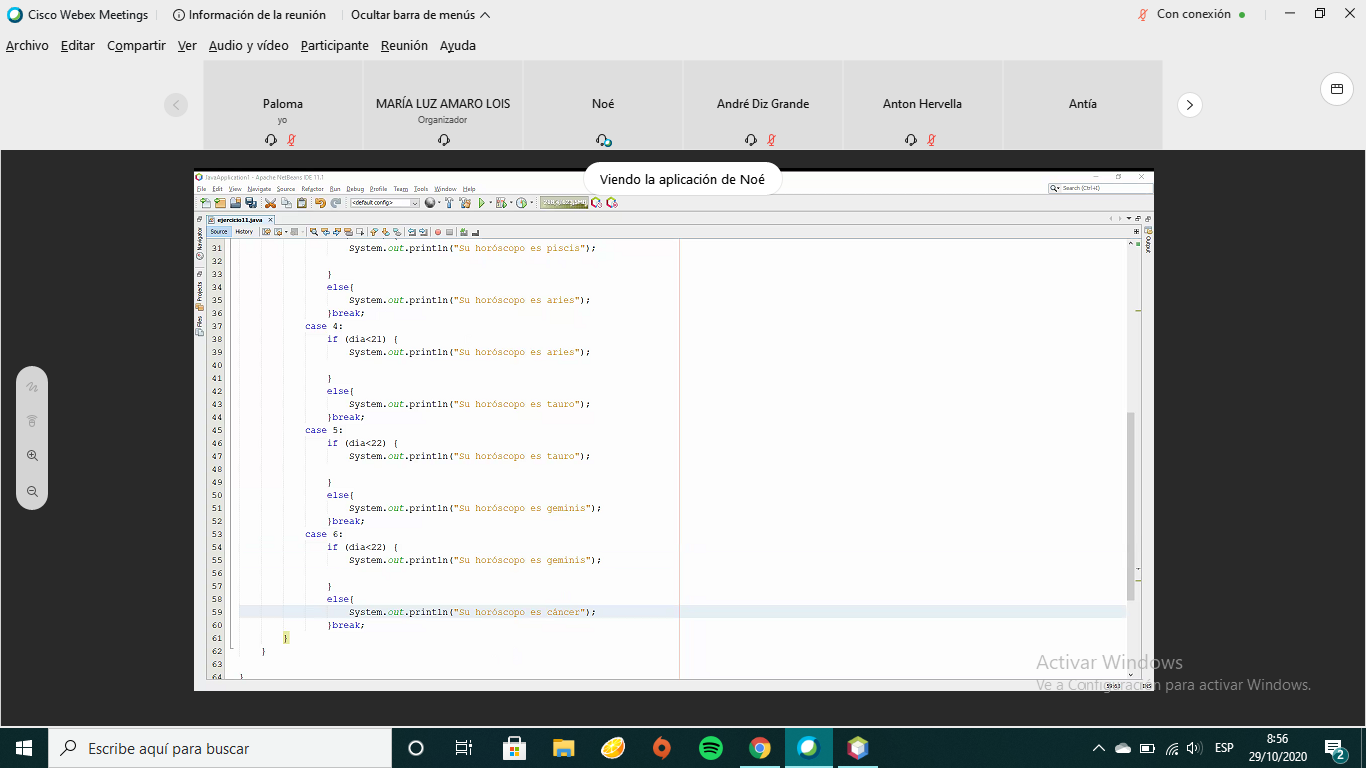 Cisco Webex Meetings
Información de la reunión
Ocultar barra de menús
Con conexión
Archivo Editar Compartir Ver Audio y vídeo Participante Reunión Ayuda
Paloma
yo
MARÍA LUZ AMARO LOIS
Organizador
Noé
André Diz Grande
Anton Hervella
Antía
Viendo la aplicación de Noé
JavaApplication1 - Apache NetBeans IDE 11.1
File Edit View Navigate Source Refactor Run Debug Profile Team Tools Window Help
Search (Ctrl+I)
<default config>
ejercicio11.java
Source History
Navigator
Projects
Files
Output
31 System.out.println("Su horóscopo es piscis");
32
33 }
34 else{
35 System.out.println("Su horóscopo es aries");
36 }break;
37 case 4:
38 if (dia<21) {
39 System.out.println("Su horóscopo es aries");
40
41 }
42 else{
43 System.out.println("Su horóscopo es tauro");
44 }break;
45 case 5:
46 if (dia<22) {
47 System.out.println("Su horóscopo es tauro");
48
49 }
50 else{
51 System.out.println("Su horóscopo es geminis");
52 }break;
53 case 6:
54 if (dia<22) {
55 System.out.println("Su horóscopo es geminis");
56
57 }
58 else{
59 System.out.println("Su horóscopo es cáncer");
60 }break;
61 }
62 }
63
64 }
59:63 INS
Activar Windows
Ve a Configuración para activar Windows.
Escribe aquí para buscar
ESP
8:56
29/10/2020
2